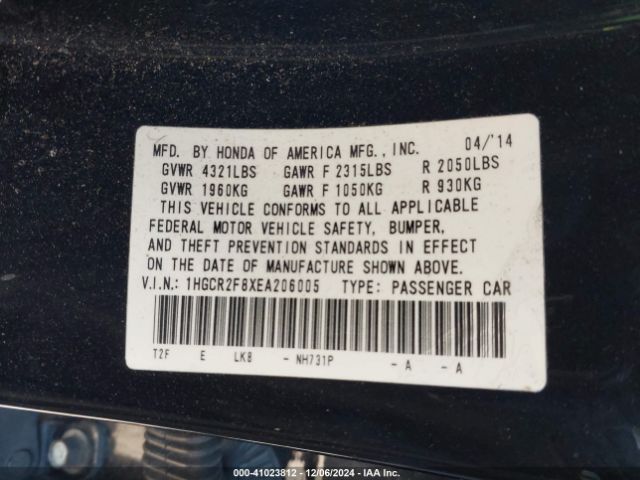 MFD. BY HONDA OF AMERICA MFG., INC. 04/'14
GVWR 4321LBS GAWR F 2315LBS R 2050LBS
GVWR 1960KG GAWR F 1050KG R 930KG
THIS VEHICLE CONFORMS TO ALL APPLICABLE
FEDERAL MOTOR VEHICLE SAFETY, BUMPER,
AND THEFT PREVENTION STANDARDS IN EFFECT
ON THE DATE OF MANUFACTURE SHOWN ABOVE.
V.I.N.: 1HGCR2F8XEA206005 TYPE: PASSENGER CAR
T2F E LK8 - NH731P - A - A
000-41023812 - 12/06/2024 - IAA Inc.